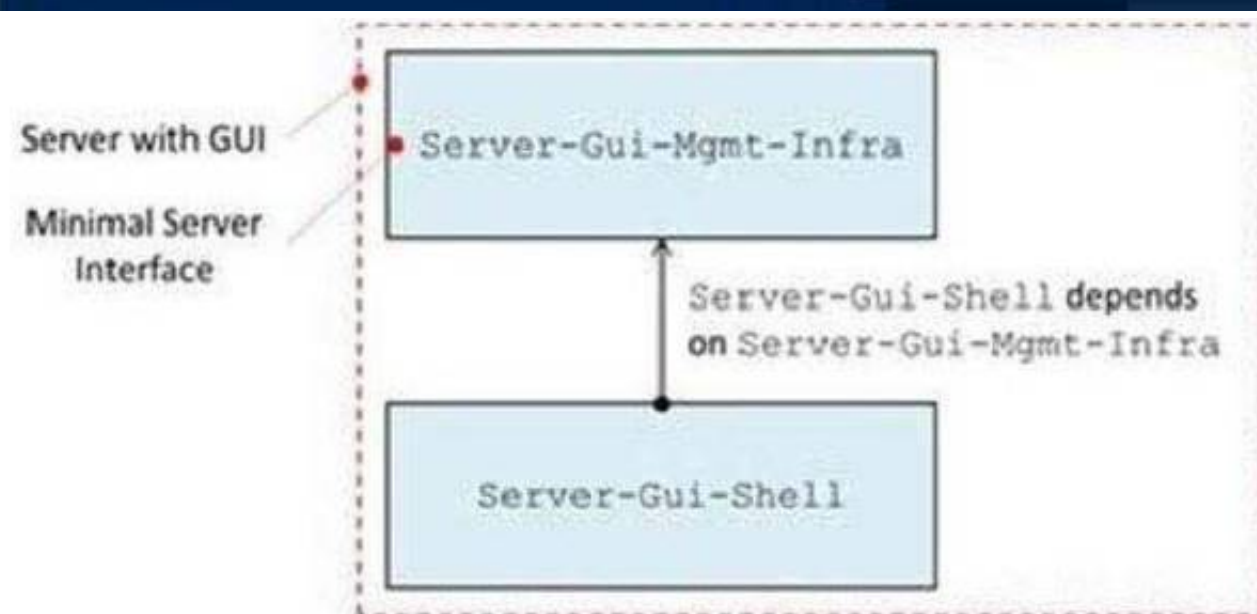 Server with GUI
Server-Gui-Mgmt-Infra
Minimal Server
Interface
Server-Gui-Shell depends
on Server-Gui-Mgmt-Infra
Server-Gui-Shell